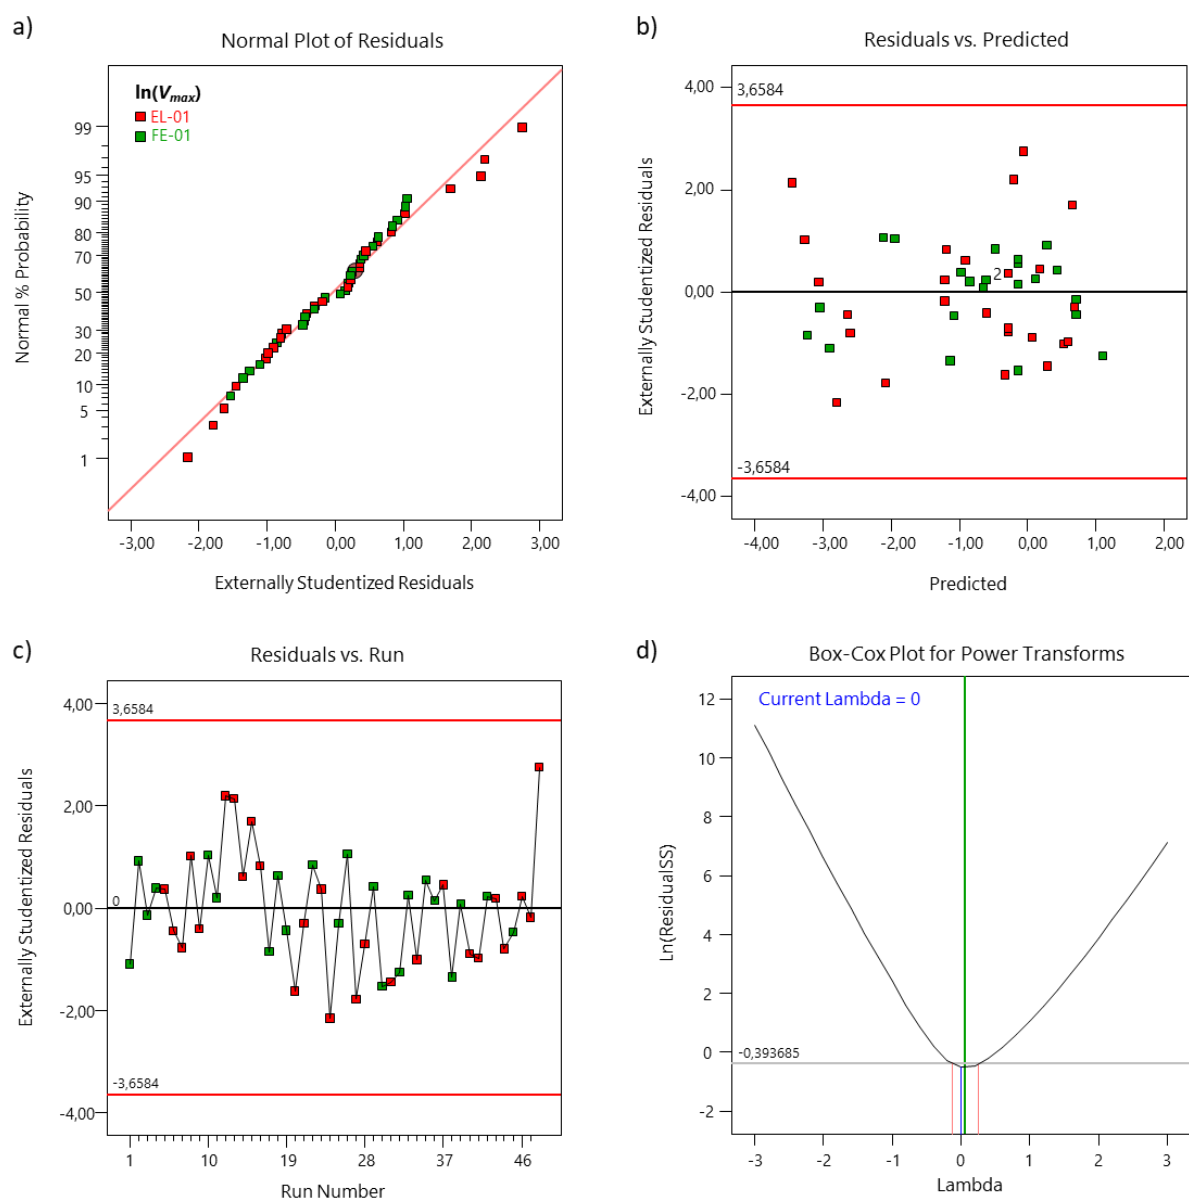 a)
Normal Plot of Residuals
ln(Vmax)
EL-01
FE-01
Normal % Probability
99
95
90
80
70
50
30
20
10
5
1
-3,00 -2,00 -1,00 0,00 1,00 2,00 3,00
Externally Studentized Residuals
b)
Residuals vs. Predicted
Externally Studentized Residuals
4,00
3,6584
2,00
2
0,00
-2,00
-3,6584
-4,00
-4,00 -3,00 -2,00 -1,00 0,00 1,00 2,00
Predicted
c)
Residuals vs. Run
Externally Studentized Residuals
4,00
3,6584
2,00
0
0,00
-2,00
-3,6584
-4,00
1 10 19 28 37 46
Run Number
d)
Box-Cox Plot for Power Transforms
Current Lambda = 0
Ln(ResidualSS)
12
10
8
6
4
2
0
-0,393685
-2
-3 -2 -1 0 1 2 3
Lambda